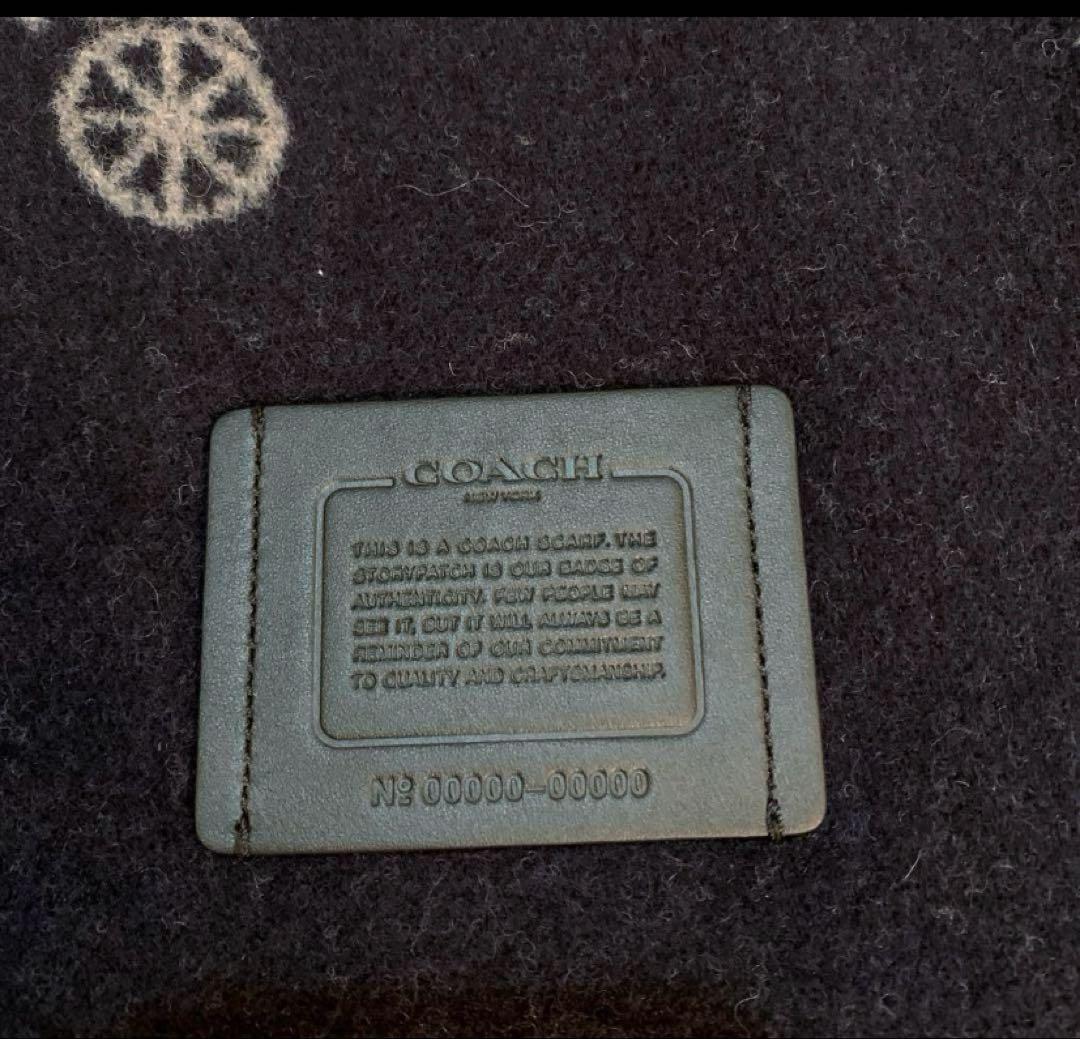 COACH
NEW YORK
THIS IS A COACH SCARF. THE
STORYPATCH IS OUR BADGE OF
AUTHENTICITY. FEW PEOPLE MAY
SEE IT, BUT IT WILL ALWAYS BE A
REMINDER OF OUR COMMITMENT
TO QUALITY AND CRAFTSMANSHIP.
Nº 00000-00000